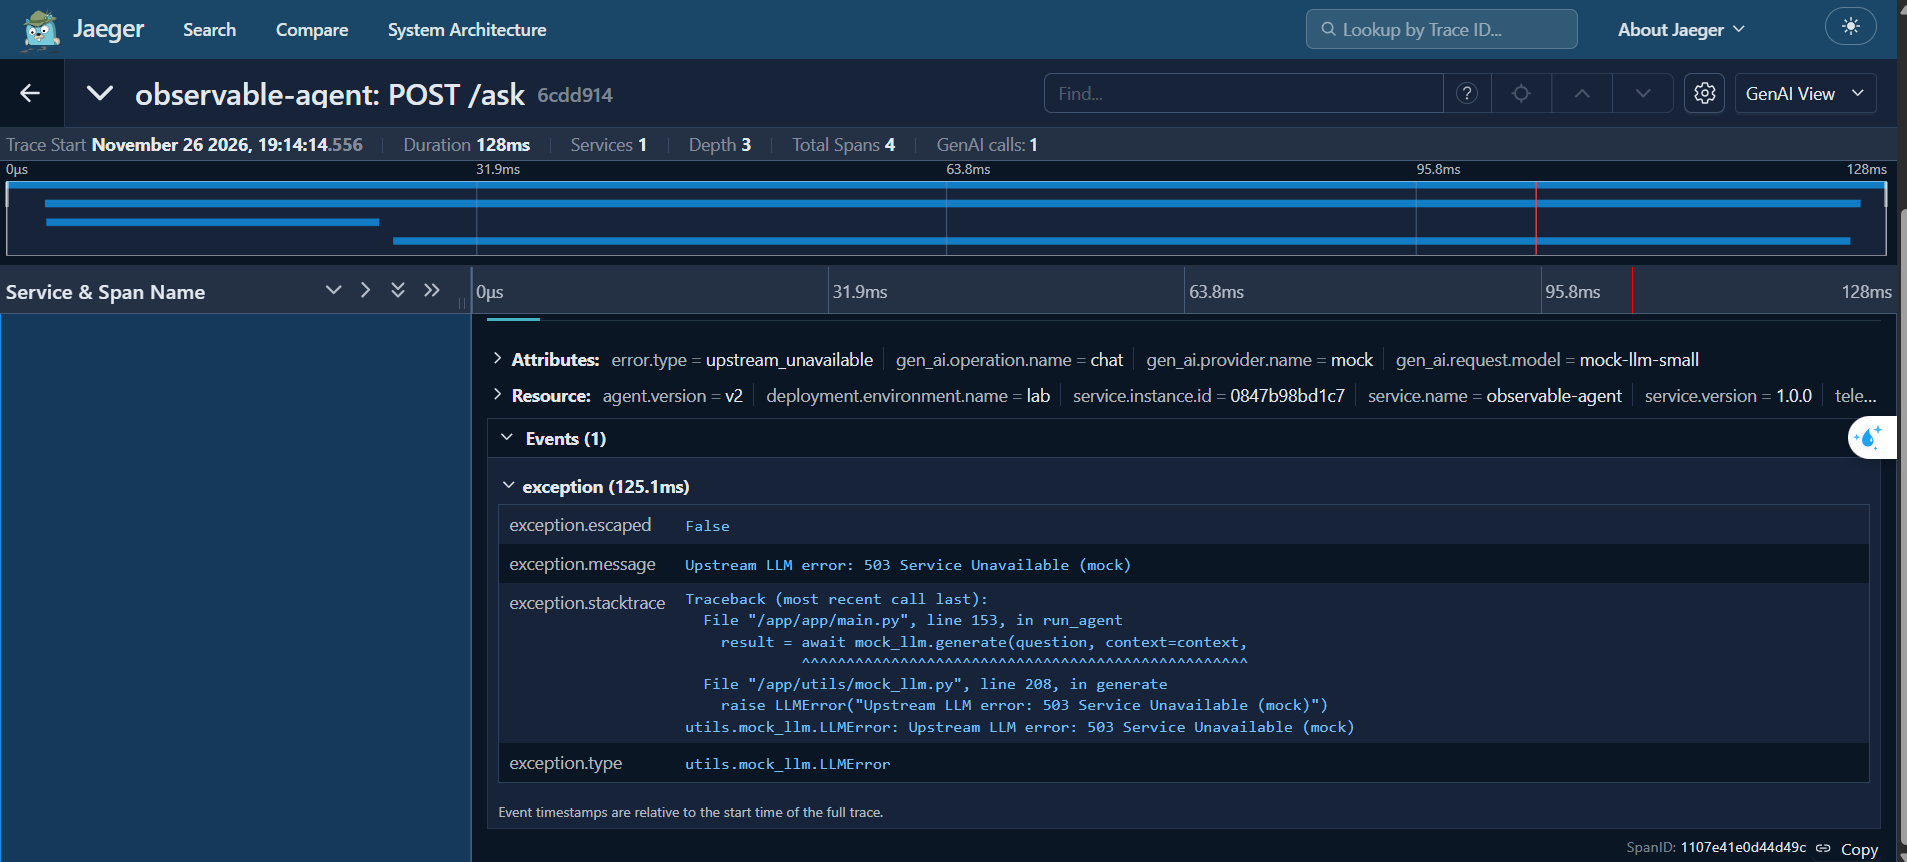 Jaeger Search Compare System Architecture Lookup by Trace ID... About Jaeger
observable-agent: POST /ask 6cdd914 Find... ? GenAI View
Trace Start November 26 2026, 19:14:14.556 Duration 128ms Services 1 Depth 3 Total Spans 4 GenAI calls: 1
0μs 31.9ms 63.8ms 95.8ms 128ms
Service & Span Name 0μs 31.9ms 63.8ms 95.8ms 128ms
Attributes: error.type = upstream_unavailable gen_ai.operation.name = chat gen_ai.provider.name = mock gen_ai.request.model = mock-llm-small
Resource: agent.version = v2 deployment.environment.name = lab service.instance.id = 0847b98bd1c7 service.name = observable-agent service.version = 1.0.0 tele...
Events (1)
exception (125.1ms)
exception.escaped False
exception.message Upstream LLM error: 503 Service Unavailable (mock)
exception.stacktrace Traceback (most recent call last):
File "/app/app/main.py", line 153, in run_agent
result = await mock_llm.generate(question, context=context,
^^^^^^^^^^^^^^^^^^^^^^^^^^^^^^^^^^^^^^^^^^^^^^^^^^
File "/app/utils/mock_llm.py", line 208, in generate
raise LLMError("Upstream LLM error: 503 Service Unavailable (mock)")
utils.mock_llm.LLMError: Upstream LLM error: 503 Service Unavailable (mock)
exception.type utils.mock_llm.LLMError
Event timestamps are relative to the start time of the full trace.
SpanID: 1107e41e0d44d49c Copy